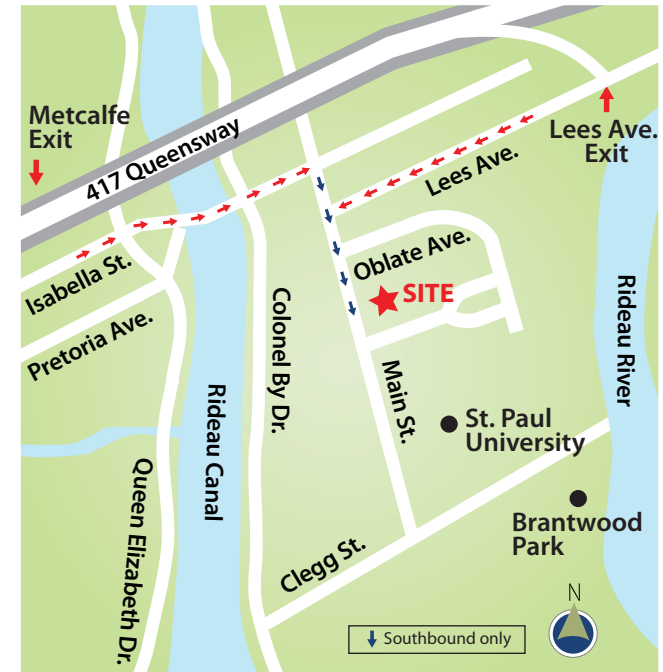 Metcalfe
Exit
417 Queensway
Lees Ave.
Exit
Lees Ave.
Isabella St.
Oblate Ave.
SITE
Pretoria Ave.
Colonel By Dr.
Rideau River
Main St.
Rideau Canal
St. Paul
University
Queen Elizabeth Dr.
Brantwood
Park
Clegg St.
N
Southbound only